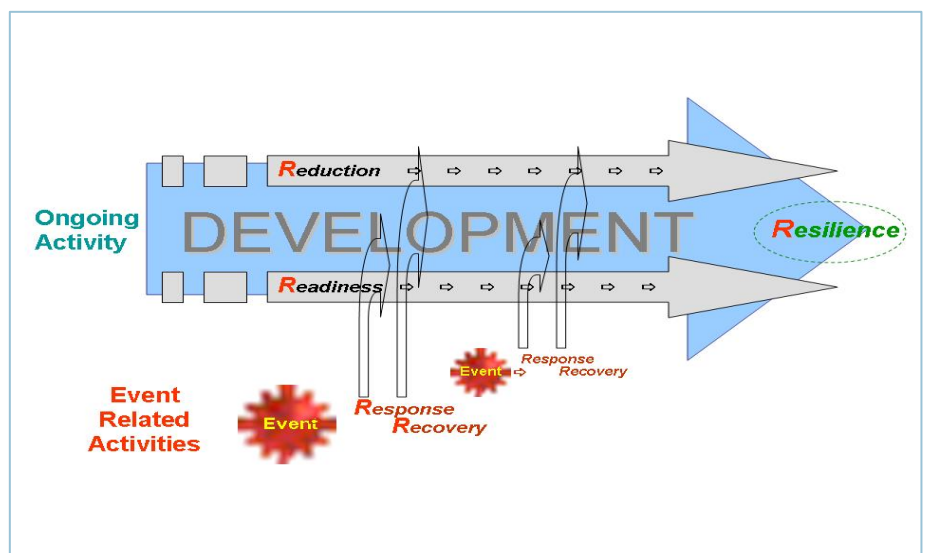 Reduction
Ongoing
Activity
DEVELOPMENT
Resilience
Readiness
Event
Response
Recovery
Event
Related
Activities
Event
Response
Recovery